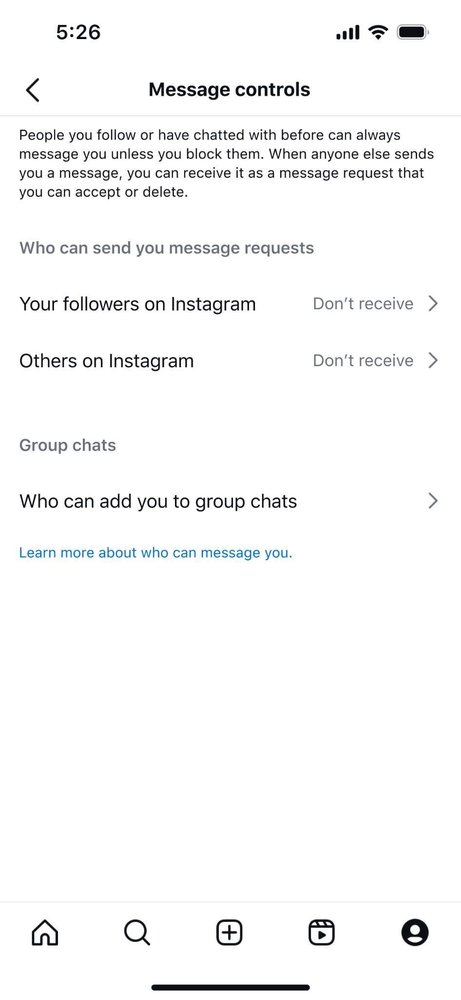 5:26
Message controls
People you follow or have chatted with before can always
message you unless you block them. When anyone else sends
you a message, you can receive it as a message request that
you can accept or delete.
Who can send you message requests
Your followers on Instagram Don’t receive
Others on Instagram Don’t receive
Group chats
Who can add you to group chats
Learn more about who can message you.